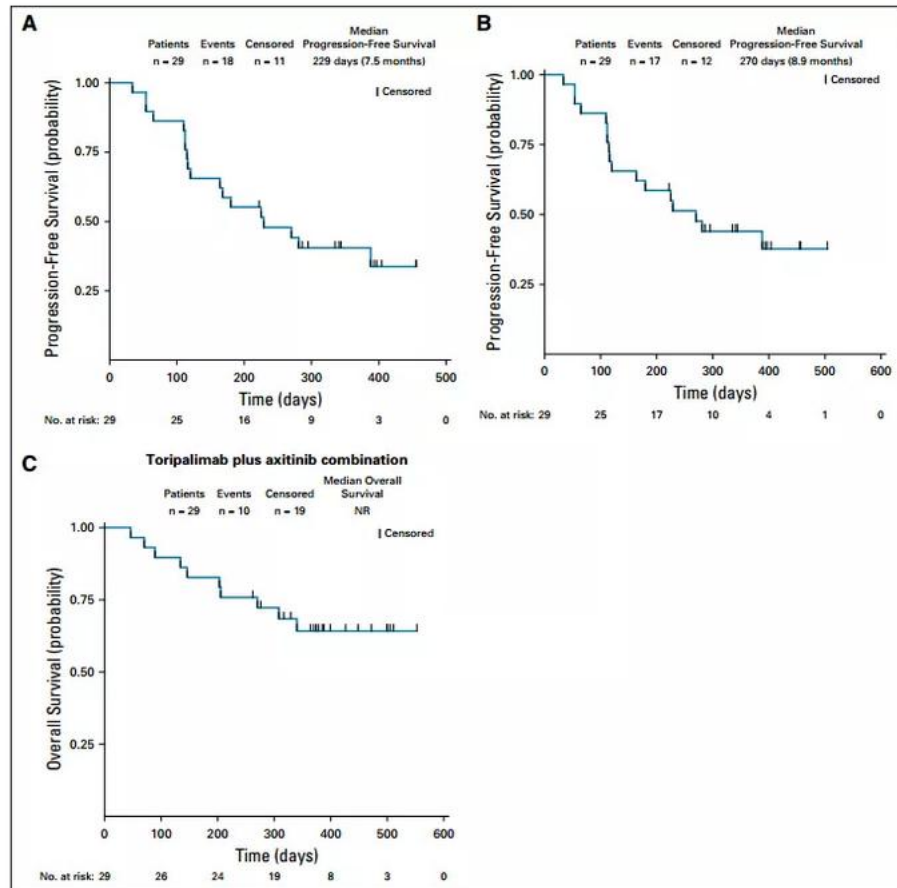 A
Median
Patients Events Censored Progression-Free Survival
n = 29 n = 18 n = 11 229 days (7.5 months)
Censored
Progression-Free Survival (probability)
1.00
0.75
0.50
0.25
0 100 200 300 400 500
Time (days)
No. at risk: 29 25 16 9 3 0
B
Median
Patients Events Censored Progression-Free Survival
n = 29 n = 17 n = 12 270 days (8.9 months)
Censored
Progression-Free Survival (probability)
1.00
0.75
0.50
0.25
0 100 200 300 400 500 600
Time (days)
No. at risk: 29 25 17 10 4 1 0
C
Toripalimab plus axitinib combination
Median Overall
Patients Events Censored Survival
n = 29 n = 10 n = 19 NR
Censored
Overall Survival (probability)
1.00
0.75
0.50
0.25
0 100 200 300 400 500 600
Time (days)
No. at risk: 29 26 24 19 8 3 0